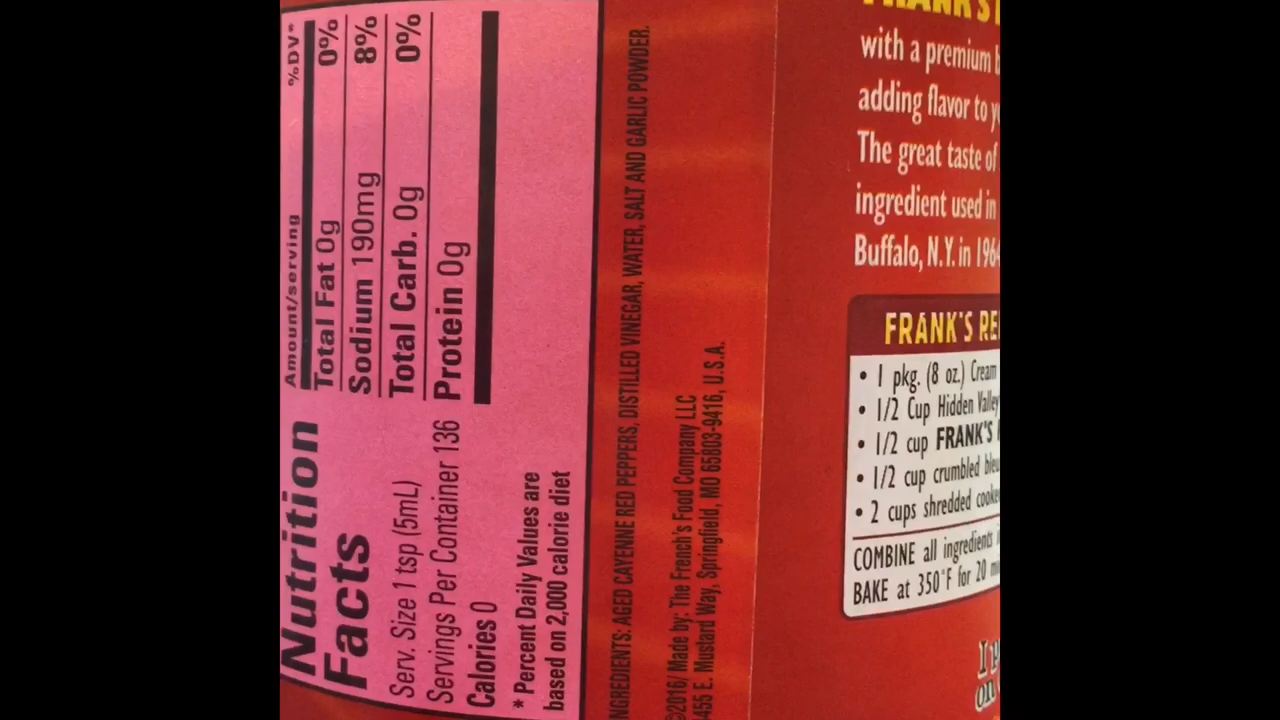 Nutrition
Facts
Serv. Size 1 tsp (5mL)
Servings Per Container 136
Calories 0
* Percent Daily Values are
based on 2,000 calorie diet
Amount/serving %DV*
Total Fat 0g 0%
Sodium 190mg 8%
Total Carb. 0g 0%
Protein 0g
INGREDIENTS: AGED CAYENNE RED PEPPERS, DISTILLED VINEGAR, WATER, SALT AND GARLIC POWDER.
©2016/ Made by: The French's Food Company LLC
455 E. Mustard Way, Springfield, MO 65803-9416, U.S.A.
FRANK'S
with a premium
adding flavor to
The great taste of
ingredient used in
Buffalo, N.Y. in 196
FRANK'S RE
• 1 pkg. (8 oz.) Cream
• 1/2 Cup Hidden Valley
• 1/2 cup FRANK'S
• 1/2 cup crumbled
• 2 cups shredded
COMBINE all ingredients
BAKE at 350°F for 20